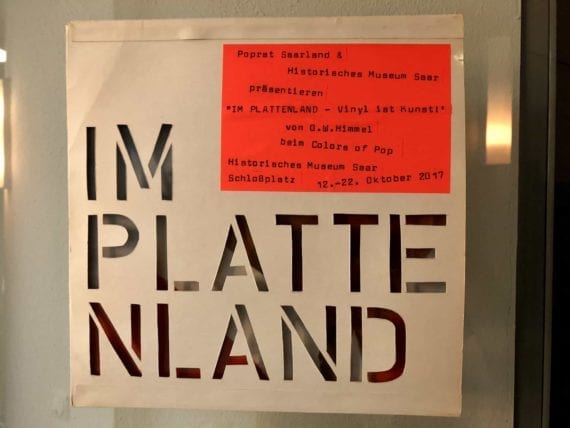 Poprat Saarland &
Historisches Museum Saar
präsentieren
"IM PLATTENLAND - Vinyl ist Kunst!"
von G.W.Himmel
beim Colors of Pop
Historisches Museum Saar
Schloßplatz 12.-22. Oktober 2017
IM
PLATTE
NLAND